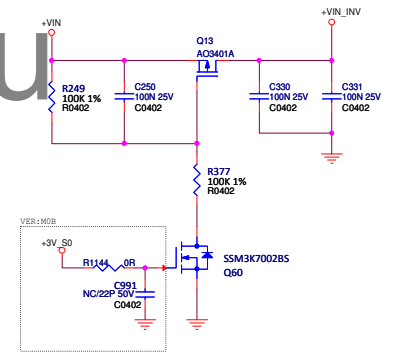 +VIN
+VIN_INV
Q13
AO3401A
u
R249
100K 1%
R0402
C250
100N 25V
C0402
C330
100N 25V
C0402
C331
100N 25V
C0402
R377
100K 1%
R0402
VER:M0B
+3V_S0
R1144 0R
SSM3K7002BS
Q60
C991
NC/22P 50V
C0402